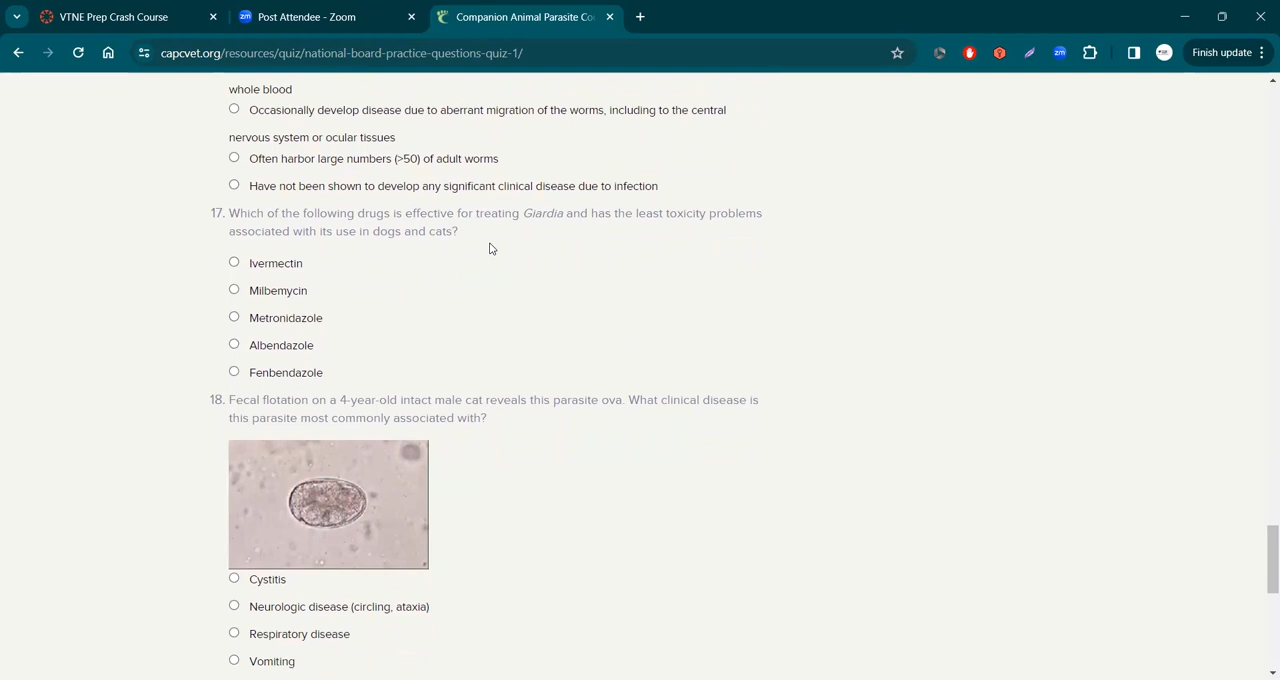 VTNE Prep Crash Course
Post Attendee - Zoom
Companion Animal Parasite Co
capcvet.org/resources/quiz/national-board-practice-questions-quiz-1/
Finish update
whole blood
Occasionally develop disease due to aberrant migration of the worms, including to the central
nervous system or ocular tissues
Often harbor large numbers (>50) of adult worms
Have not been shown to develop any significant clinical disease due to infection
17. Which of the following drugs is effective for treating Giardia and has the least toxicity problems
associated with its use in dogs and cats?
Ivermectin
Milbemycin
Metronidazole
Albendazole
Fenbendazole
18. Fecal flotation on a 4-year-old intact male cat reveals this parasite ova. What clinical disease is
this parasite most commonly associated with?
Cystitis
Neurologic disease (circling, ataxia)
Respiratory disease
Vomiting